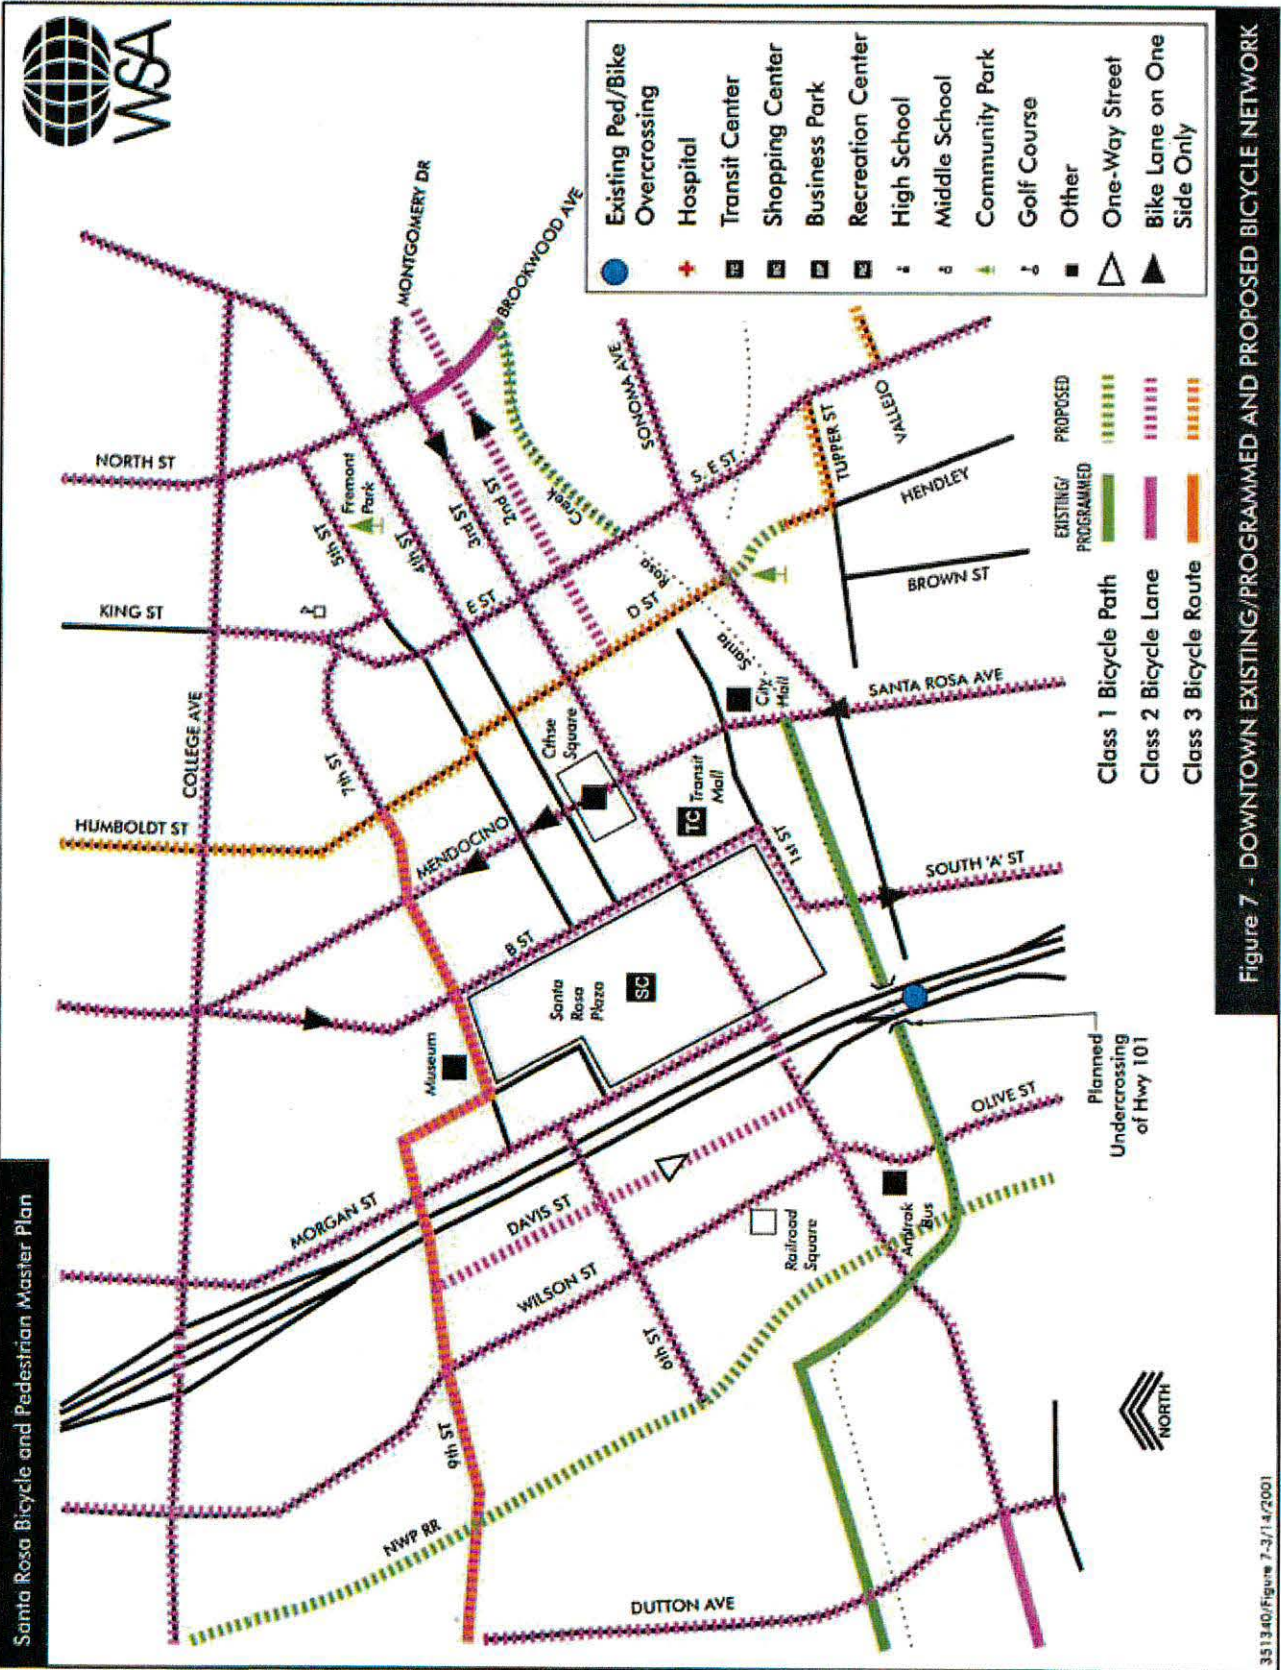 Santa Rosa Bicycle and Pedestrian Master Plan
WSA
MONTGOMERY DR
BROOKWOOD AVE
NORTH ST
Fremont
Park
5th ST
4th ST
3rd ST
2nd ST
Creek
SONOMA AVE
S. E ST
TUPPER ST
VALLEJO
HENDLEY
BROWN ST
KING ST
E ST
D ST
Rosa
Santa
COLLEGE AVE
7th ST
HUMBOLDT ST
MENDOCINO
Cthse
Square
City
Hall
SANTA ROSA AVE
TC
Transit
Mall
1st ST
SOUTH 'A' ST
B ST
Santa
Rosa
Plaza
SC
Museum
MORGAN ST
DAVIS ST
WILSON ST
6th ST
9th ST
NWP RR
Railroad
Square
Amtrak
Bus
OLIVE ST
Planned
Undercrossing
of Hwy 101
DUTTON AVE
NORTH
Existing Ped/Bike
Overcrossing
Hospital
TC Transit Center
SC Shopping Center
BP Business Park
RC Recreation Center
High School
Middle School
Community Park
Golf Course
Other
One-Way Street
Bike Lane on One
Side Only
EXISTING/
PROGRAMMED
PROPOSED
Class 1 Bicycle Path
Class 2 Bicycle Lane
Class 3 Bicycle Route
Figure 7 - DOWNTOWN EXISTING/PROGRAMMED AND PROPOSED BICYCLE NETWORK
351340/Figure 7-3/14/2001